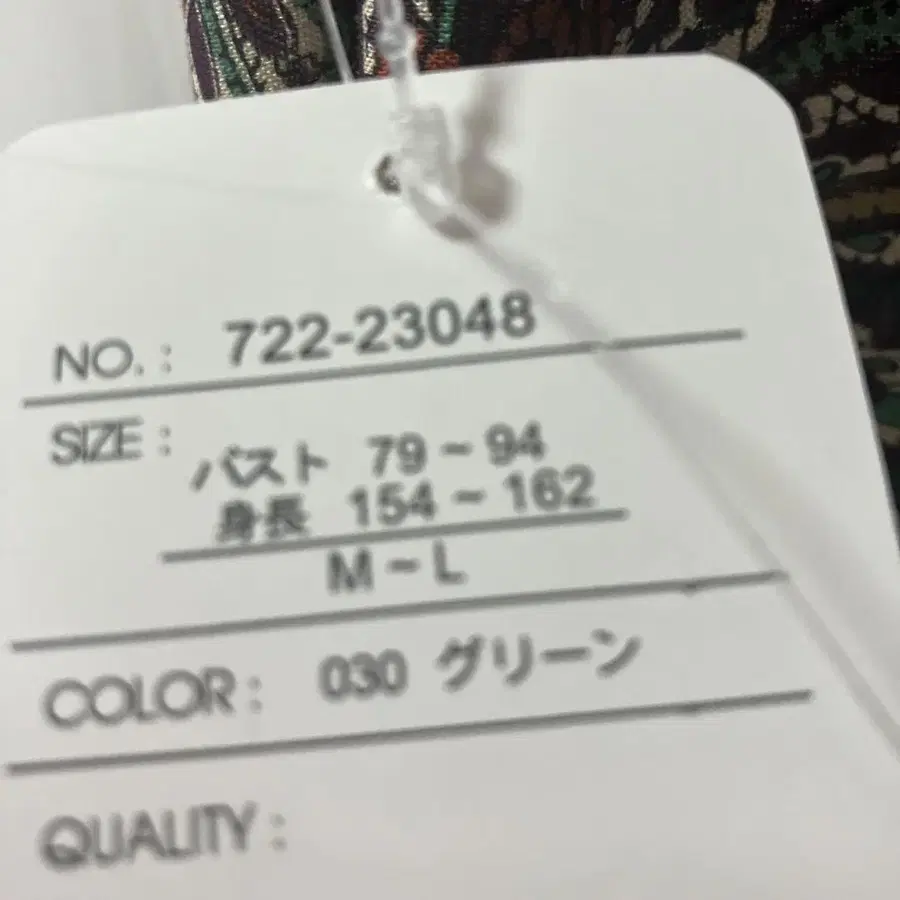 NO.: 722-23048
SIZE: バスト 79~94
身長 154~162
M~L
COLOR: 030 グリーン
QUALITY: